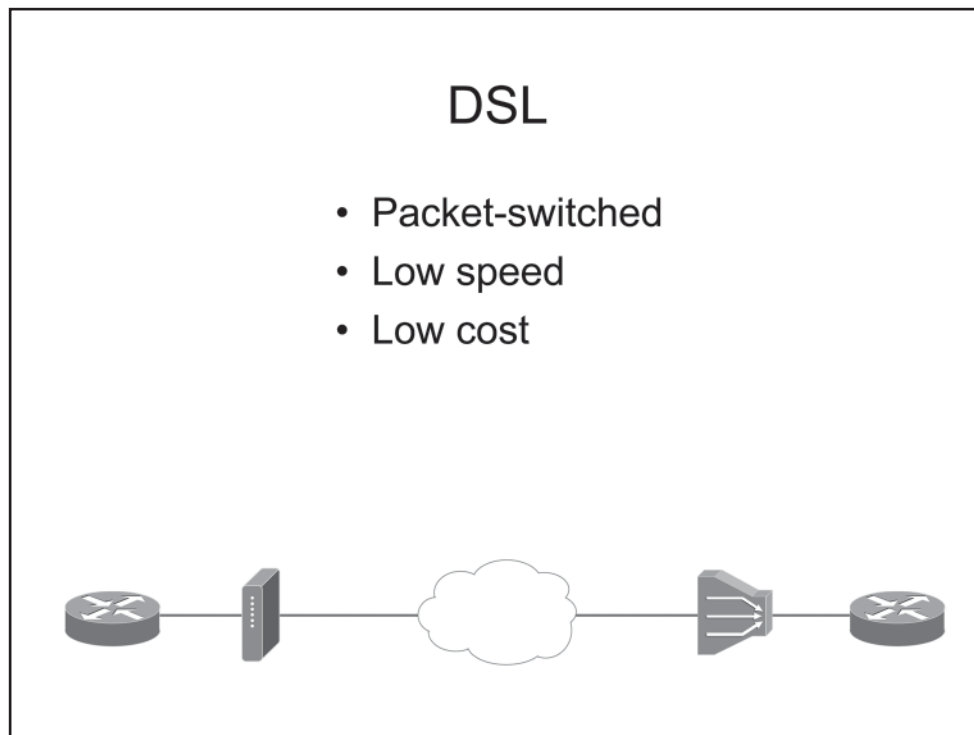 DSL
• Packet-switched
• Low speed
• Low cost